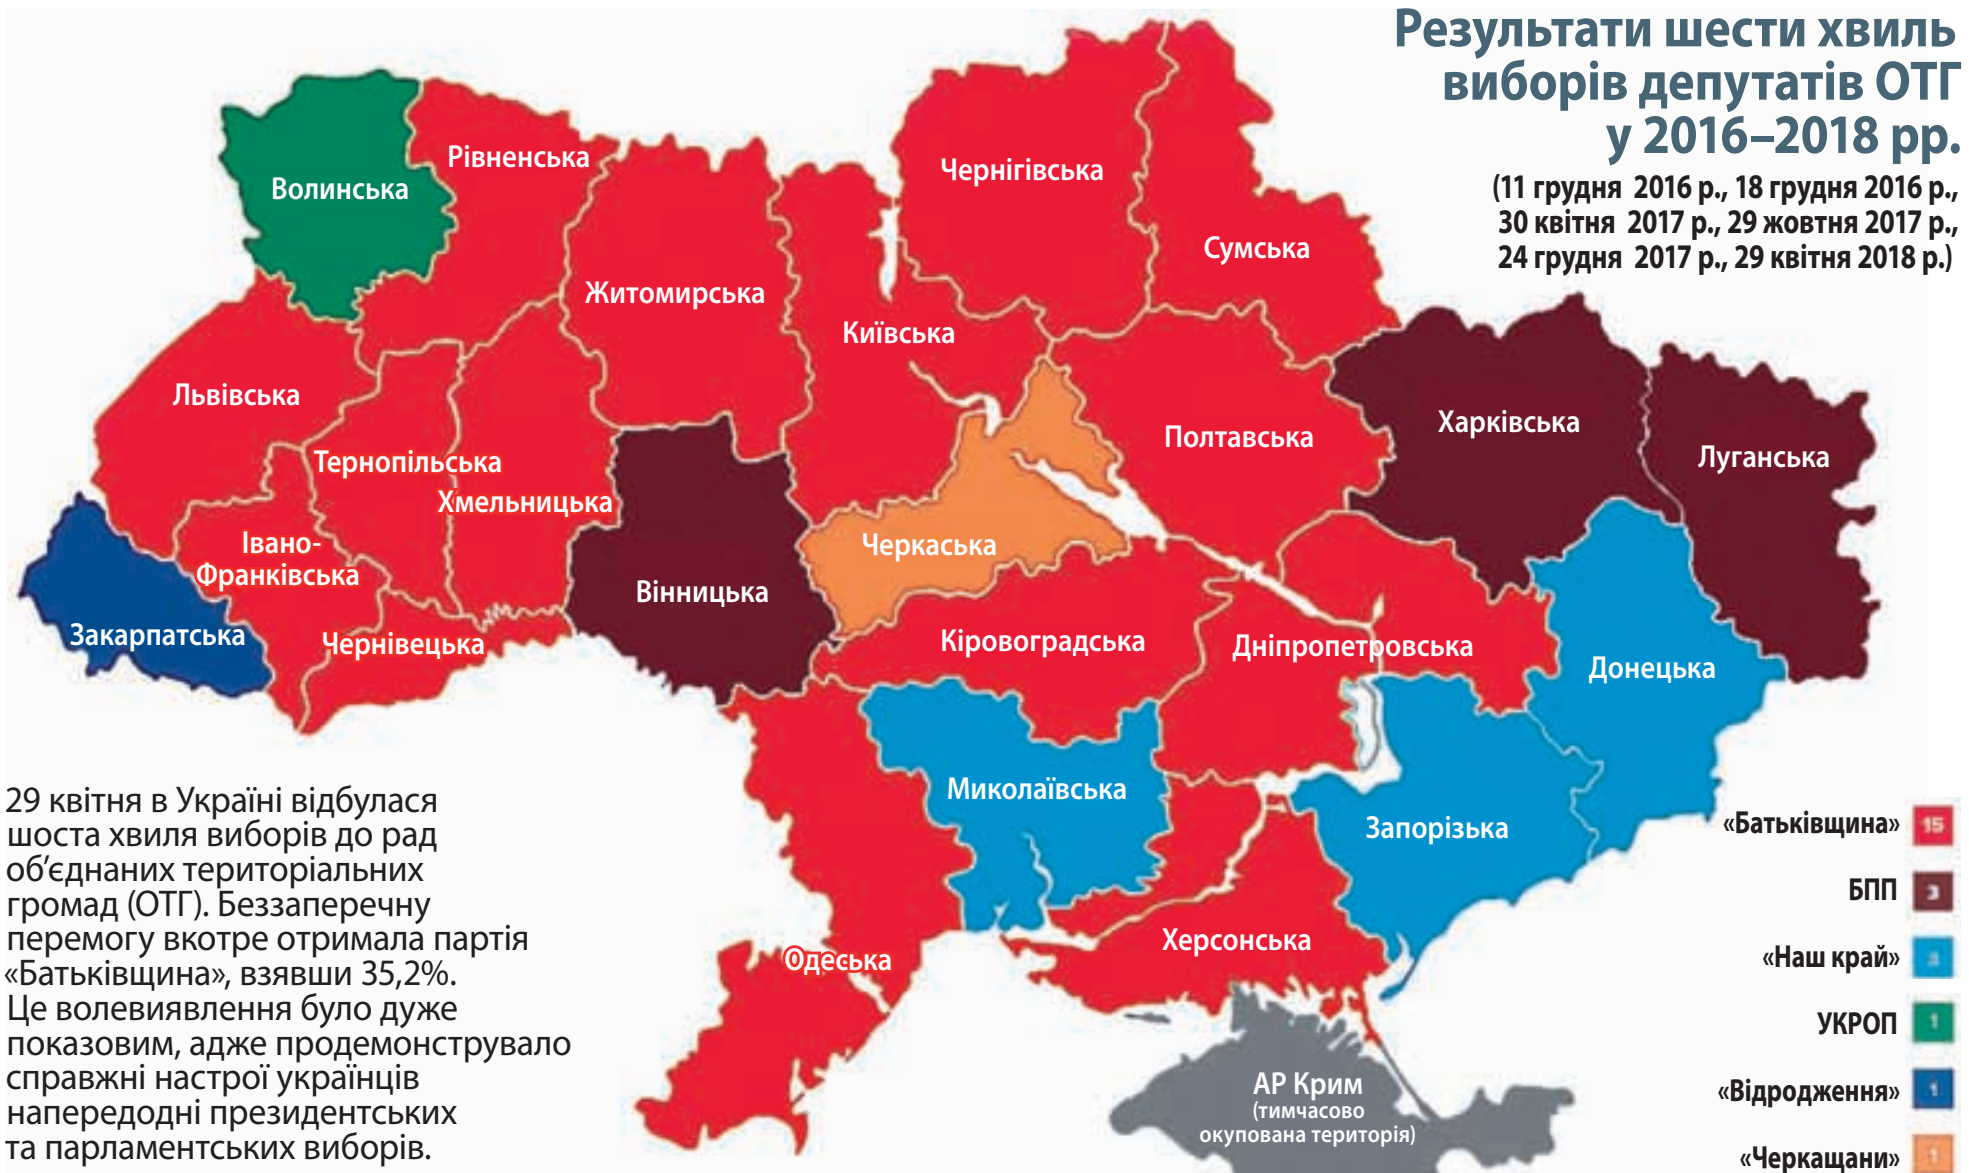 Результати шести хвиль
виборів депутатів ОТГ
у 2016–2018 рр.
(11 грудня 2016 р., 18 грудня 2016 р.,
30 квітня 2017 р., 29 жовтня 2017 р.,
24 грудня 2017 р., 29 квітня 2018 р.)
Волинська
Рівненська
Житомирська
Київська
Чернігівська
Сумська
Львівська
Тернопільська
Хмельницька
Івано-
Франківська
Закарпатська
Чернівецька
Вінницька
Черкаська
Полтавська
Харківська
Луганська
Кіровоградська
Дніпропетровська
Донецька
Миколаївська
Запорізька
Одеська
Херсонська
АР Крим
(тимчасово
окупована територія)
29 квітня в Україні відбулася
шоста хвиля виборів до рад
об’єднаних територіальних
громад (ОТГ). Беззаперечну
перемогу вкотре отримала партія
«Батьківщина», взявши 35,2%.
Це волевиявлення було дуже
показовим, адже продемонструвало
справжні настрої українців
напередодні президентських
та парламентських виборів.
«Батьківщина» 15
БПП 3
«Наш край»
УКРОП 1
«Відродження» 1
«Черкащани» 1